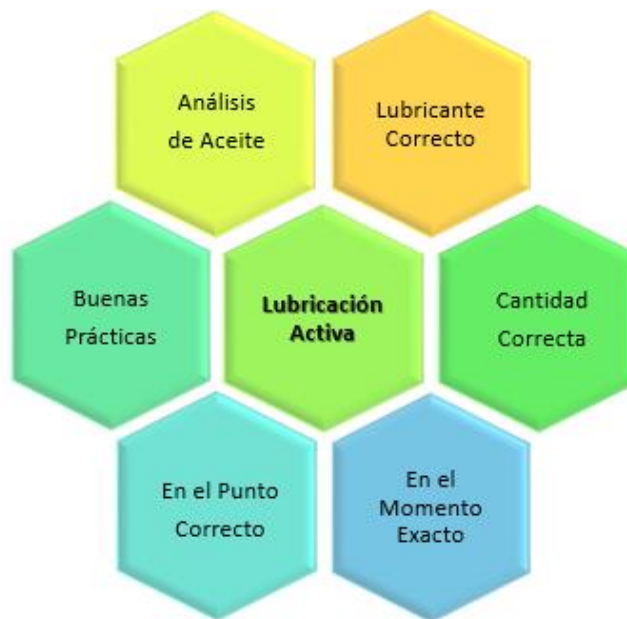 Análisis
de Aceite
Lubricante
Correcto
Buenas
Prácticas
Lubricación
Activa
Cantidad
Correcta
En el Punto
Correcto
En el
Momento
Exacto